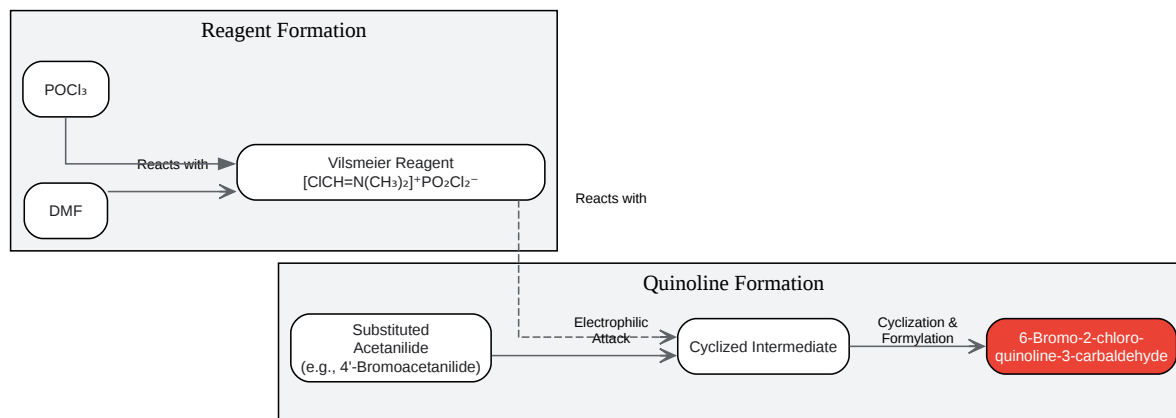 Reagent Formation
POCl₃
Reacts with
Vilsmeier Reagent
[ClCH=N(CH₃)₂]⁺PO₂Cl₂⁻
DMF
Reacts with
Quinoline Formation
Substituted
Acetanilide
(e.g., 4'-Bromoacetanilide)
Electrophilic
Attack
Cyclized Intermediate
Cyclization &
Formylation
6-Bromo-2-chloro-
quinoline-3-carbaldehyde